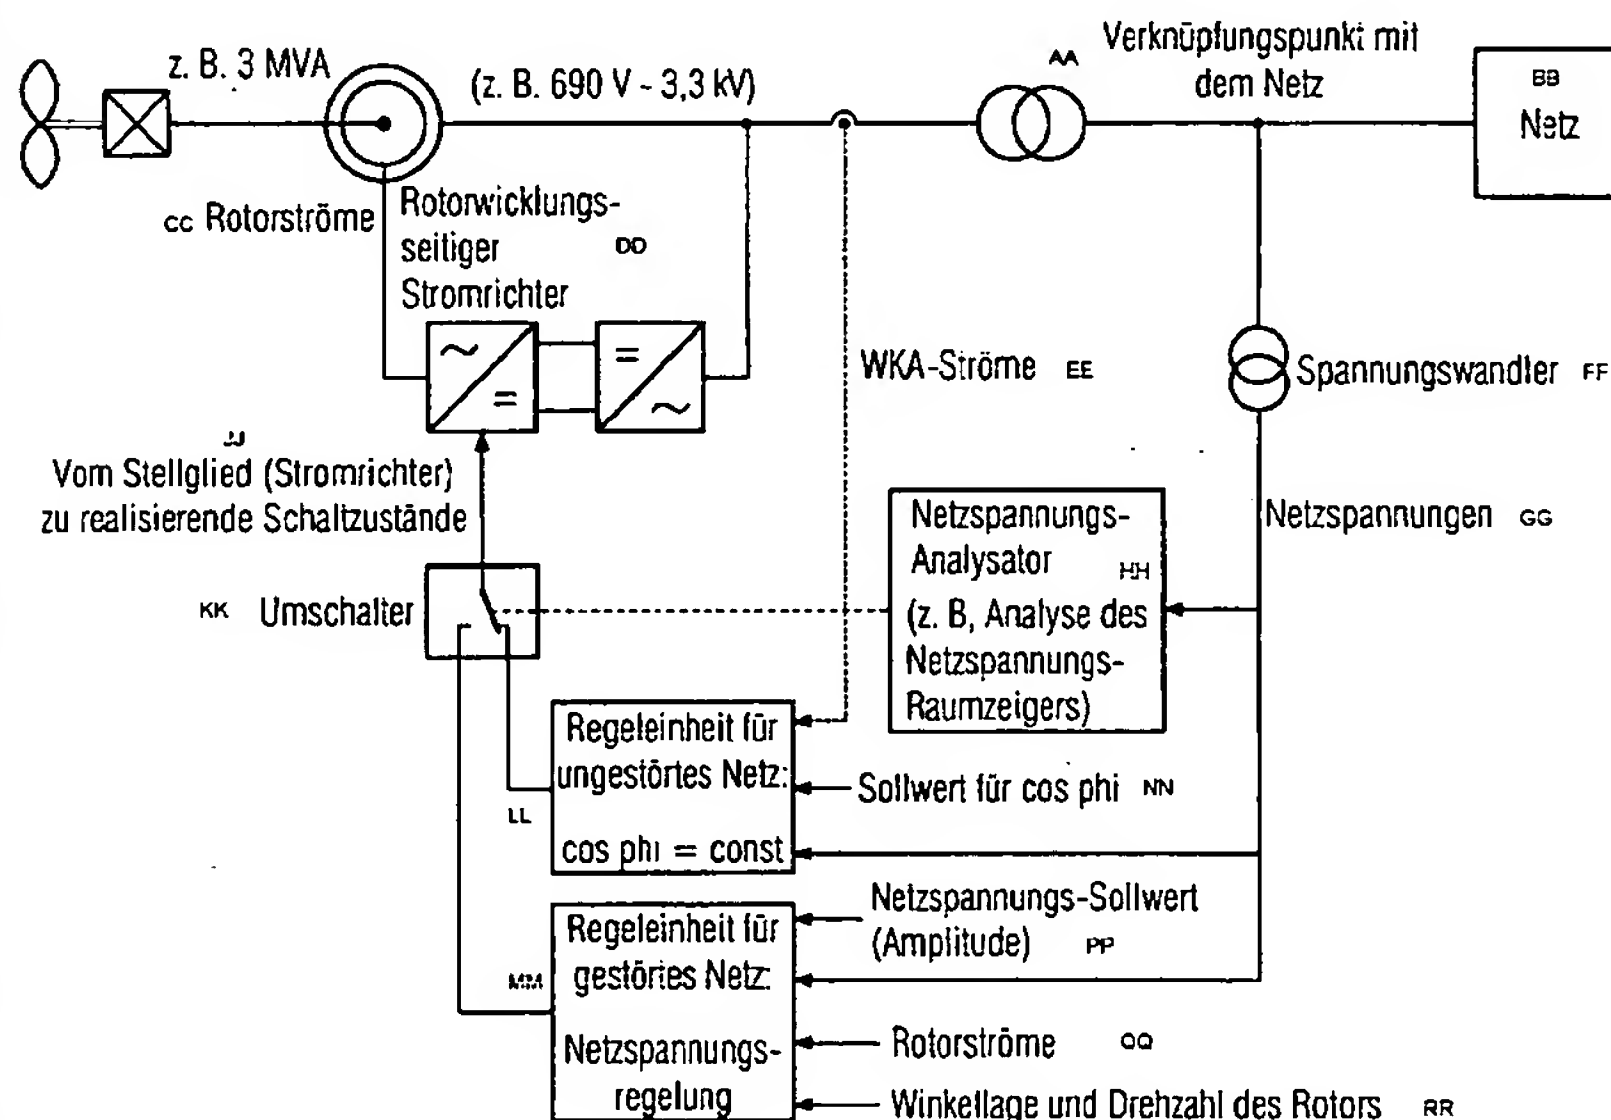 z. B. 3 MVA
(z. B. 690 V - 3,3 kV)
AA
Verknüpfungspunkt mit
dem Netz
BB
Netz
CC Rotorströme
Rotorwicklungs-
seitiger
Stromrichter
DD
~
=
=
~
WKA-Ströme EE
Spannungswandler FF
JJ
Vom Stellglied (Stromrichter)
zu realisierende Schaltzustände
Netzspannungs-
Analysator
HH
(z. B, Analyse des
Netzspannungs-
Raumzeigers)
Netzspannungen GG
KK Umschalter
Regeleinheit für
ungestörtes Netz:
cos phi = const
LL
Sollwert für cos phi NN
Regeleinheit für
gestörtes Netz:
Netzspannungs-
regelung
MM
Netzspannungs-Sollwert
(Amplitude) PP
Rotorströme QQ
Winkellage und Drehzahl des Rotors RR